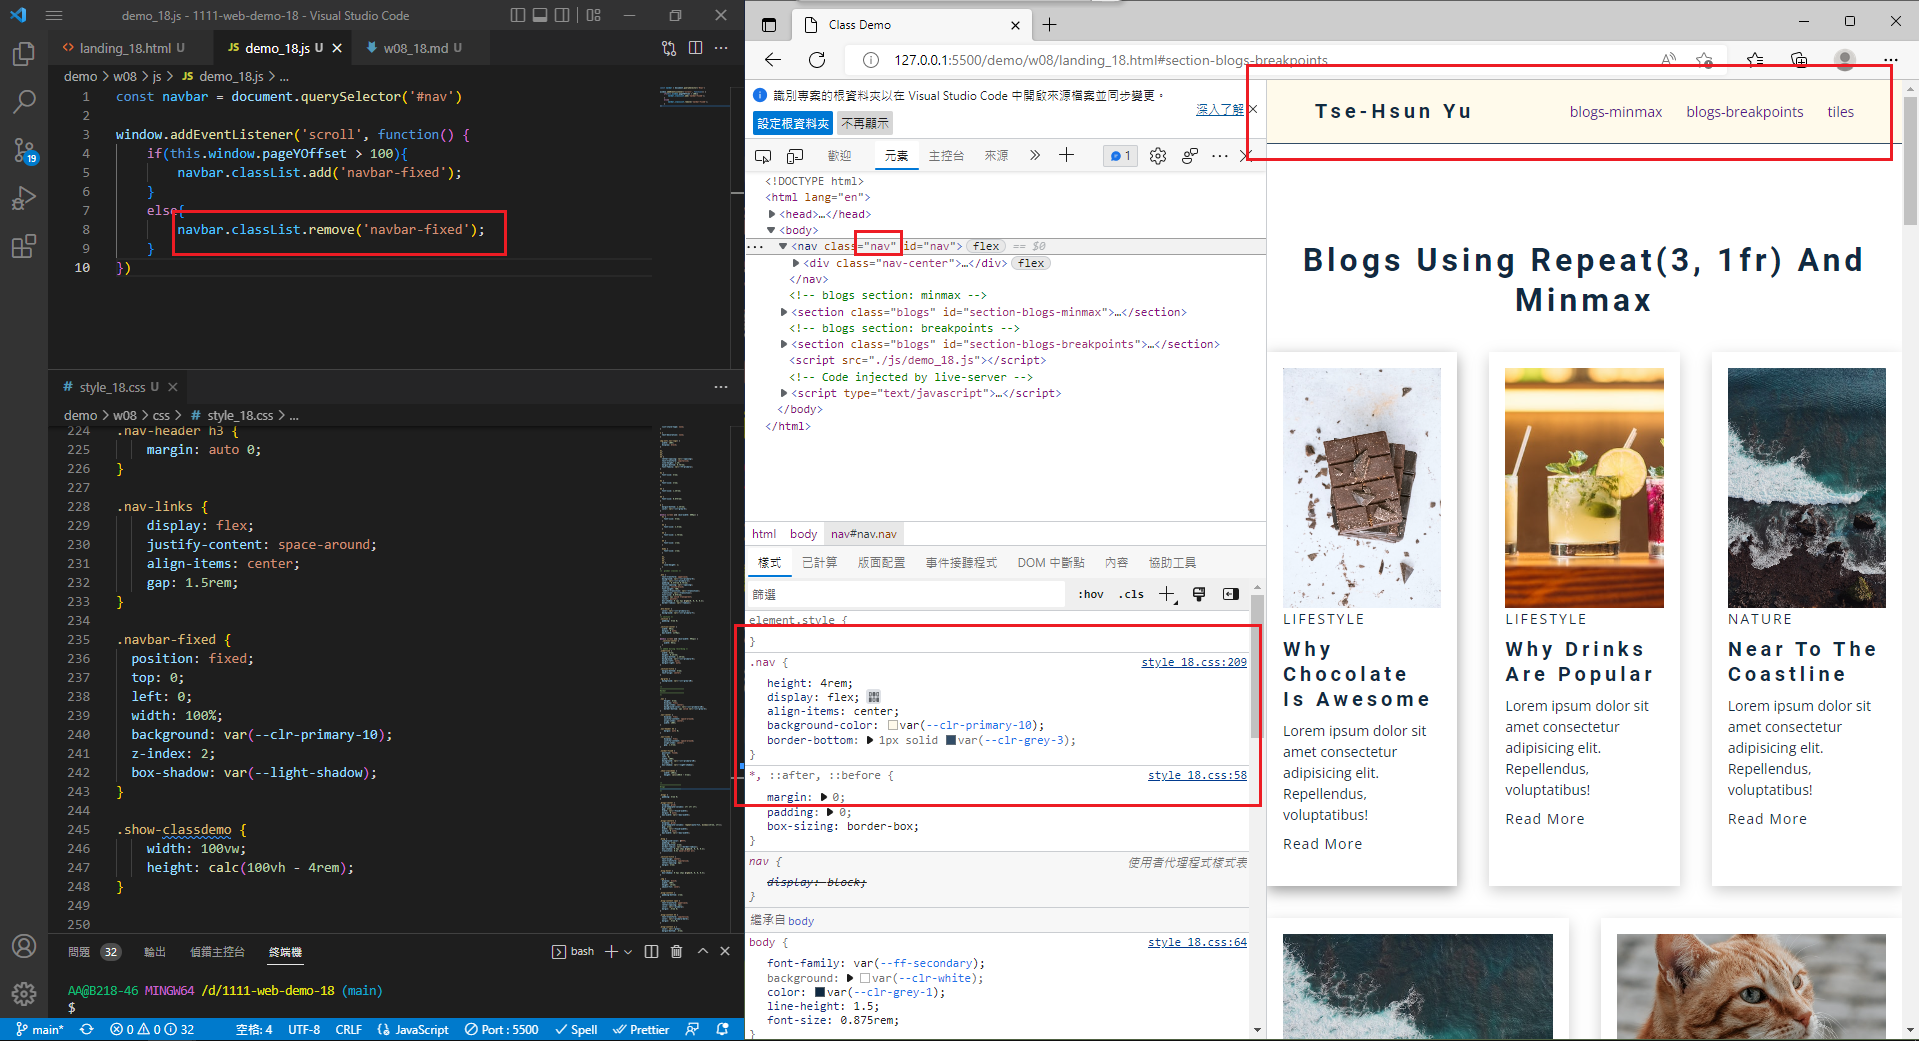 demo_18.js - 1111-web-demo-18 - Visual Studio Code
landing_18.html U
JS demo_18.js U
w08_18.md U
demo > w08 > js > JS demo_18.js > ...
1 const navbar = document.querySelector('#nav')
2
3 window.addEventListener('scroll', function() {
4 if(this.window.pageYOffset > 100){
5 navbar.classList.add('navbar-fixed');
6 }
7 else{
8 navbar.classList.remove('navbar-fixed');
9 }
10 })
# style_18.css U
demo > w08 > css > # style_18.css > ...
224 .nav-header h3 {
225 margin: auto 0;
226 }
227
228 .nav-links {
229 display: flex;
230 justify-content: space-around;
231 align-items: center;
232 gap: 1.5rem;
233 }
234
235 .navbar-fixed {
236 position: fixed;
237 top: 0;
238 left: 0;
239 width: 100%;
240 background: var(--clr-primary-10);
241 z-index: 2;
242 box-shadow: var(--light-shadow);
243 }
244
245 .show-classdemo {
246 width: 100vw;
247 height: calc(100vh - 4rem);
248 }
249
250
19
問題 32 輸出 偵錯主控台 終端機
bash
AA@B218-46 MINGW64 /d/1111-web-demo-18 (main)
$
main* 0 0 32 空格: 4 UTF-8 CRLF JavaScript Port : 5500 Spell Prettier
Class Demo
127.0.0.1:5500/demo/w08/landing_18.html#section-blogs-breakpoints
識別專案的根資料夾以在 Visual Studio Code 中開啟來源檔案並同步變更。
深入了解
設定根資料夾 不再顯示
歡迎 元素 主控台 來源 1
<!DOCTYPE html>
<html lang="en">
<head>…</head>
<body>
... <nav class="nav" id="nav"> flex == $0
<div class="nav-center">…</div> flex
</nav>
<!-- blogs section: minmax -->
<section class="blogs" id="section-blogs-minmax">…</section>
<!-- blogs section: breakpoints -->
<section class="blogs" id="section-blogs-breakpoints">…</section>
<script src="./js/demo_18.js"></script>
<!-- Code injected by live-server -->
<script type="text/javascript">…</script>
</body>
</html>
html body nav#nav.nav
樣式 已計算 版面配置 事件接聽程式 DOM 中斷點 內容 協助工具
篩選 :hov .cls
element.style {
}
.nav { style_18.css:209
height: 4rem;
display: flex;
align-items: center;
background-color: var(--clr-primary-10);
border-bottom: 1px solid var(--clr-grey-3);
}
*, ::after, ::before { style_18.css:58
margin: 0;
padding: 0;
box-sizing: border-box;
}
nav { 使用者代理程式樣式表
display: block;
}
繼承自 body
body { style_18.css:64
font-family: var(--ff-secondary);
background: var(--clr-white);
color: var(--clr-grey-1);
line-height: 1.5;
font-size: 0.875rem;
}
Tse-Hsun Yu
blogs-minmax blogs-breakpoints tiles
Blogs Using Repeat(3, 1fr) And
Minmax
LIFESTYLE
Why
Chocolate
Is Awesome
Lorem ipsum dolor sit
amet consectetur
adipisicing elit.
Repellendus,
voluptatibus!
Read More
LIFESTYLE
Why Drinks
Are Popular
Lorem ipsum dolor sit
amet consectetur
adipisicing elit.
Repellendus,
voluptatibus!
Read More
NATURE
Near To The
Coastline
Lorem ipsum dolor sit
amet consectetur
adipisicing elit.
Repellendus,
voluptatibus!
Read More